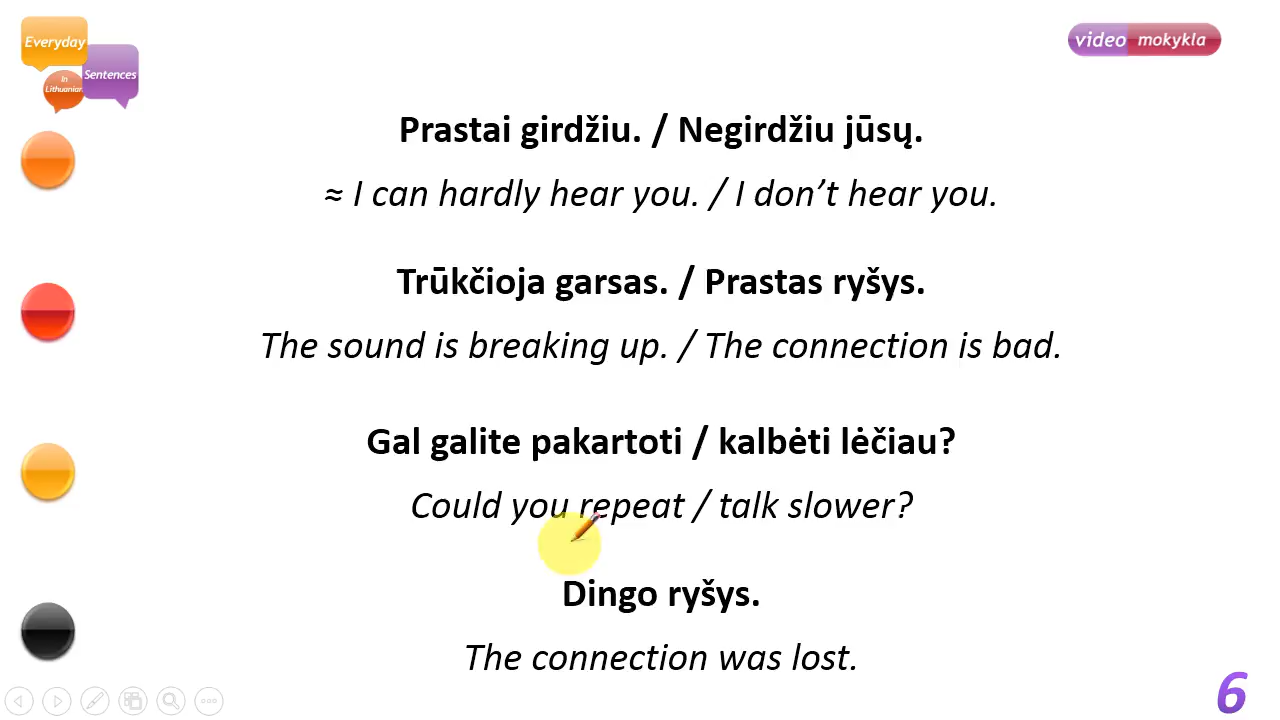 Everyday
Sentences
In
Lithuanian
video mokykla
Prastai girdžiu. / Negirdžiu jūsų.
≈ I can hardly hear you. / I don’t hear you.
Trūkčioja garsas. / Prastas ryšys.
The sound is breaking up. / The connection is bad.
Gal galite pakartoti / kalbėti lėčiau?
Could you repeat / talk slower?
Dingo ryšys.
The connection was lost.
6